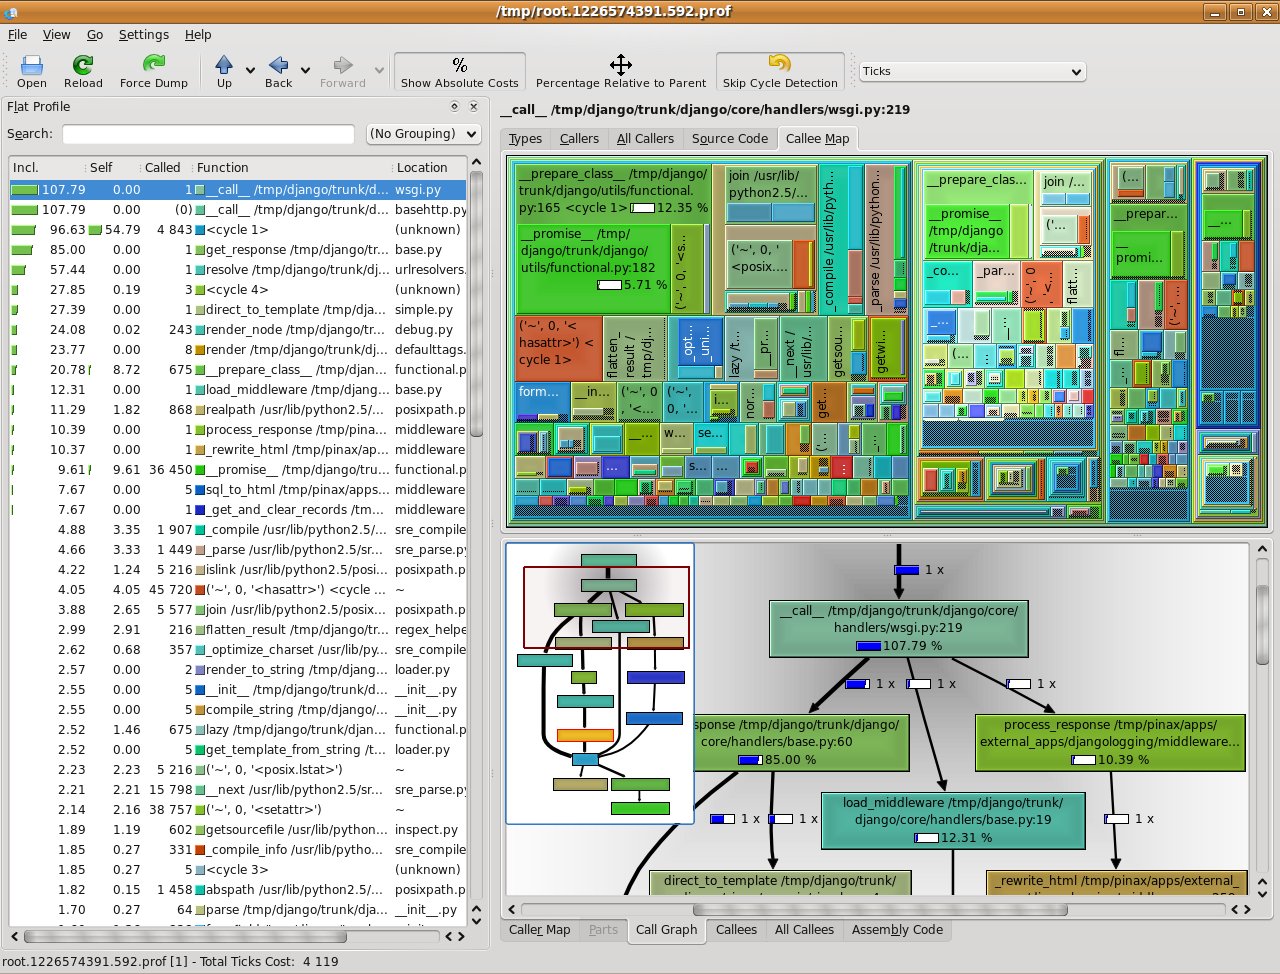 /tmp/root.1226574391.592.prof
File View Go Settings Help
Open Reload Force Dump Up Back Forward % Show Absolute Costs Percentage Relative to Parent Skip Cycle Detection Ticks
Flat Profile
Search: (No Grouping)
Incl. Self Called Function Location
107.79 0.00 1 __call__ /tmp/django/trunk/d... wsgi.py
107.79 0.00 (0) __call__ /tmp/django/trunk/d... basehttp.py
96.63 54.79 4 843 <cycle 1> (unknown)
85.00 0.00 1 get_response /tmp/django/tr... base.py
57.44 0.00 1 resolve /tmp/django/trunk/dj... urlresolvers.
27.85 0.19 3 <cycle 4> (unknown)
27.39 0.00 1 direct_to_template /tmp/dja... simple.py
24.08 0.02 243 render_node /tmp/django/tr... debug.py
23.77 0.00 8 render /tmp/django/trunk/dj... defaulttags.
20.78 8.72 675 __prepare_class__ /tmp/djan... functional.p
12.31 0.00 1 load_middleware /tmp/djang... base.py
11.29 1.82 868 realpath /usr/lib/python2.5/... posixpath.p
10.39 0.00 1 process_response /tmp/pina... middleware
10.37 0.00 1 _rewrite_html /tmp/pinax/ap... middleware
9.61 9.61 36 450 __promise__ /tmp/django/tru... functional.p
7.67 0.00 5 sql_to_html /tmp/pinax/apps... middleware
7.67 0.00 1 _get_and_clear_records /tm... middleware
4.88 3.35 1 907 _compile /usr/lib/python2.5/... sre_compile
4.66 3.33 1 449 _parse /usr/lib/python2.5/sr... sre_parse.py
4.22 1.24 5 216 islink /usr/lib/python2.5/posi... posixpath.p
4.05 4.05 45 720 ('~', 0, '<hasattr>') <cycle ... ~
3.88 2.65 5 577 join /usr/lib/python2.5/posix... posixpath.p
2.99 2.91 216 flatten_result /tmp/django/tr... regex_helpe
2.62 0.68 357 _optimize_charset /usr/lib/py... sre_compile
2.57 0.00 2 render_to_string /tmp/djang... loader.py
2.55 0.00 5 __init__ /tmp/django/trunk/d... __init__.py
2.55 0.00 5 compile_string /tmp/django/... __init__.py
2.52 1.46 675 lazy /tmp/django/trunk/djan... functional.p
2.52 0.00 5 get_template_from_string /t... loader.py
2.23 2.23 5 216 ('~', 0, '<posix.lstat>') ~
2.21 2.21 15 798 __next /usr/lib/python2.5/sr... sre_parse.py
2.14 2.16 38 757 ('~', 0, '<setattr>') ~
1.89 1.19 602 getsourcefile /usr/lib/python... inspect.py
1.85 0.27 331 _compile_info /usr/lib/pytho... sre_compile
1.85 0.27 5 <cycle 3> (unknown)
1.82 0.15 1 458 abspath /usr/lib/python2.5/... posixpath.p
1.70 0.27 64 parse /tmp/django/trunk/dja... __init__.py
__call__ /tmp/django/trunk/django/core/handlers/wsgi.py:219
Types Callers All Callers Source Code Callee Map
__prepare_class__ /tmp/django/
trunk/django/utils/functional.
py:165 <cycle 1> 12.35 %
__promise__ /tmp/
django/trunk/django/
utils/functional.py:182
5.71 %
('~', 0, '<s...
join /usr/lib/
python2.5/...
('~', 0, '
<posix....
_compile /usr/lib/pyth...
_parse /usr/lib/python...
('~', 0, '<
hasattr>') <
cycle 1>
flatten_
result /
tmp/dj...
_opt...
_uni...
lazy /t...
__pr...
__next /
usr/lib/...
getsou...
getwi...
form...
__in...
('~',
0, '<...
('~',
0, '...
i...
nor...
get...
__...
w...
se...
(...
...
s...
...
__prepare_clas...
__promise__
/tmp/django
/trunk/dja...
join /...
('...
_co...
_par...
('~', 0
, '<...
flatt...
_...
(...
(...
__prepar...
__
promi...
fl...
('~'...
__...
1 x
__call__ /tmp/django/trunk/django/core/
handlers/wsgi.py:219
107.79 %
1 x 1 x 1 x
sponse /tmp/django/trunk/django/
core/handlers/base.py:60
85.00 %
process_response /tmp/pinax/apps/
external_apps/djangologging/middleware...
10.39 %
load_middleware /tmp/django/trunk/
django/core/handlers/base.py:19
12.31 %
1 x 1 x 1 x
direct_to_template /tmp/django/trunk/
_rewrite_html /tmp/pinax/apps/external_
Caller Map Parts Call Graph Callees All Callees Assembly Code
root.1226574391.592.prof [1] - Total Ticks Cost: 4 119